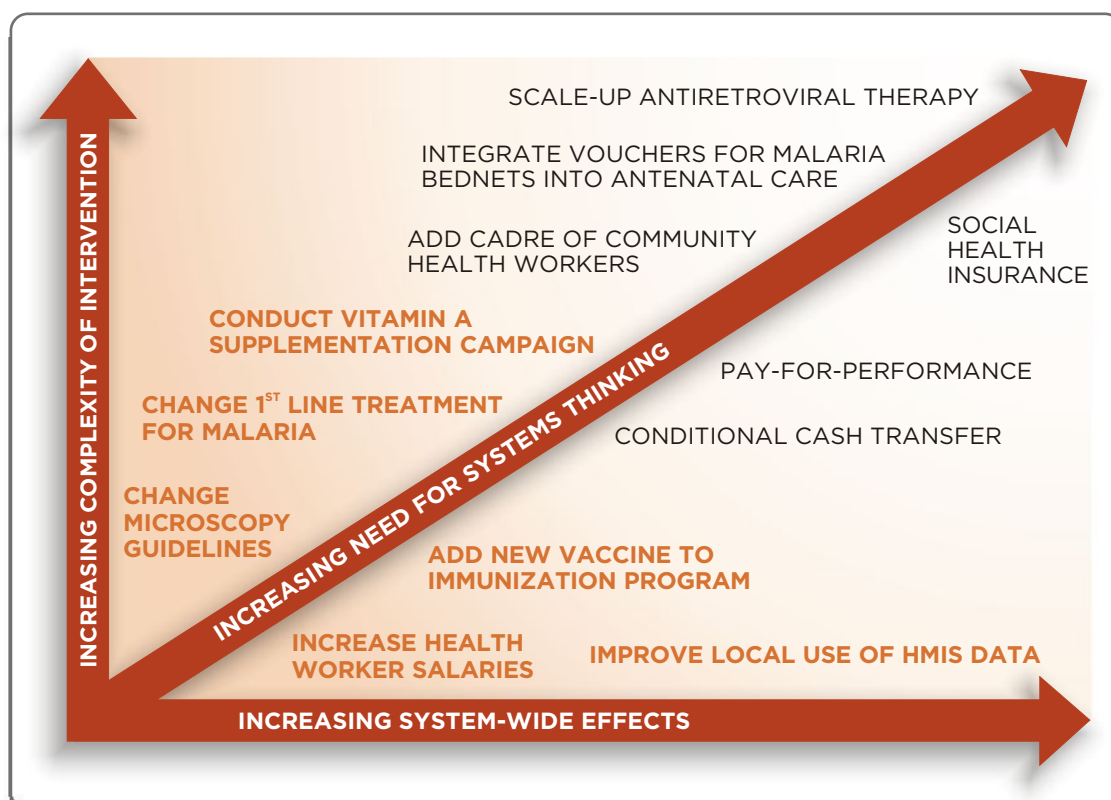 INCREASING COMPLEXITY OF INTERVENTION
SCALE-UP ANTIRETROVIRAL THERAPY
INTEGRATE VOUCHERS FOR MALARIA
BEDNETS INTO ANTENATAL CARE
ADD CADRE OF COMMUNITY
HEALTH WORKERS
SOCIAL
HEALTH
INSURANCE
CONDUCT VITAMIN A
SUPPLEMENTATION CAMPAIGN
PAY-FOR-PERFORMANCE
CHANGE 1ST LINE TREATMENT
FOR MALARIA
CONDITIONAL CASH TRANSFER
INCREASING NEED FOR SYSTEMS THINKING
CHANGE
MICROSCOPY
GUIDELINES
ADD NEW VACCINE TO
IMMUNIZATION PROGRAM
INCREASE HEALTH
WORKER SALARIES
IMPROVE LOCAL USE OF HMIS DATA
INCREASING SYSTEM-WIDE EFFECTS